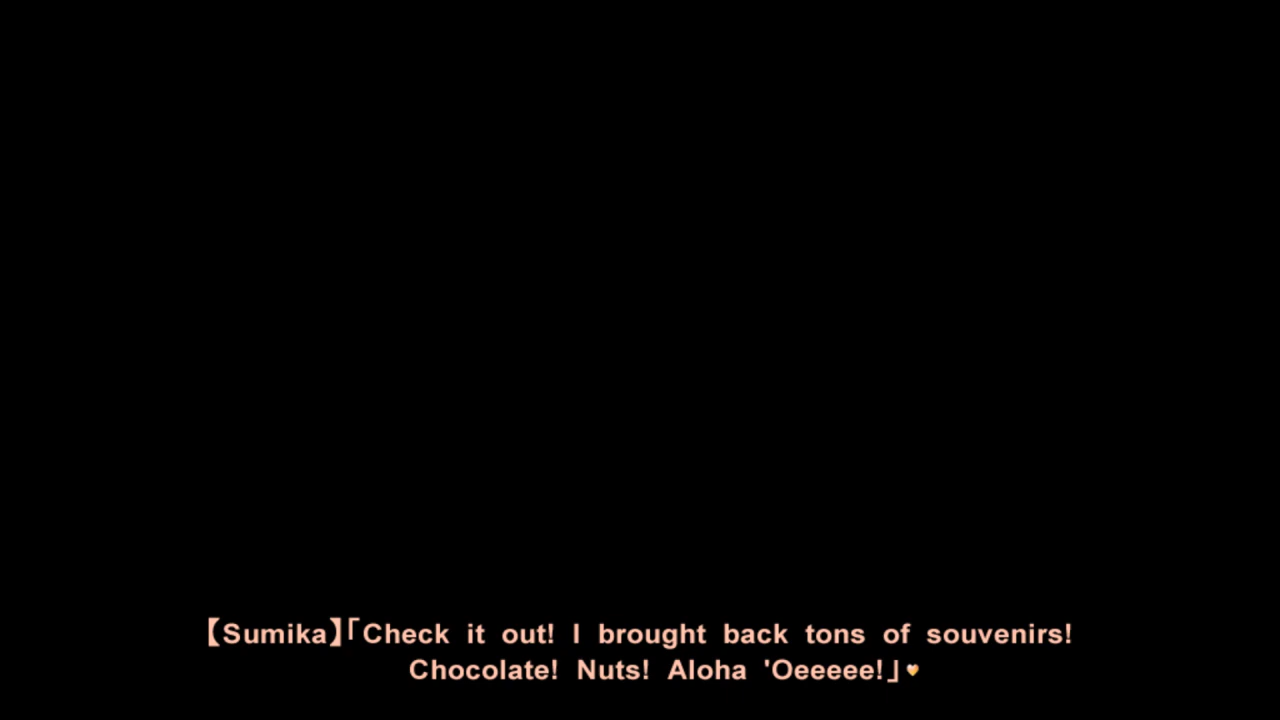 【Sumika】「Check it out! I brought back tons of souvenirs!
Chocolate! Nuts! Aloha 'Oeeeee!」